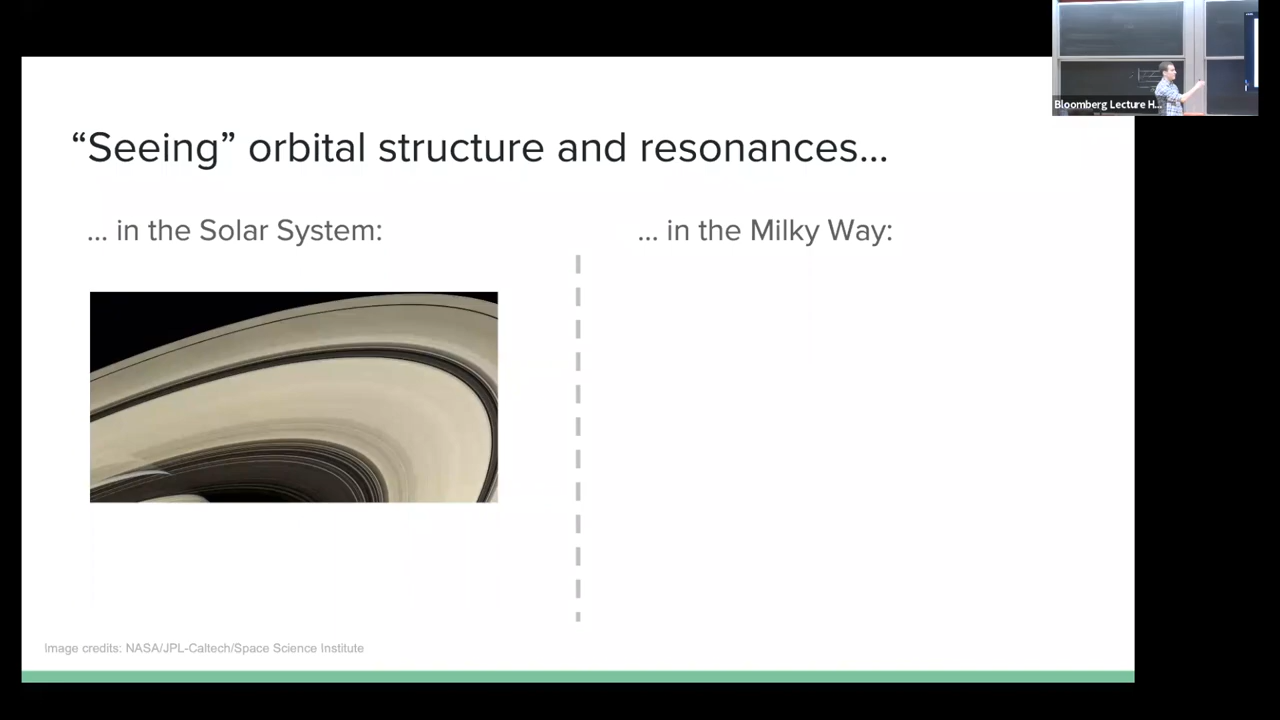 Bloomberg Lecture H...
“Seeing” orbital structure and resonances...
... in the Solar System:
... in the Milky Way:
Image credits: NASA/JPL-Caltech/Space Science Institute